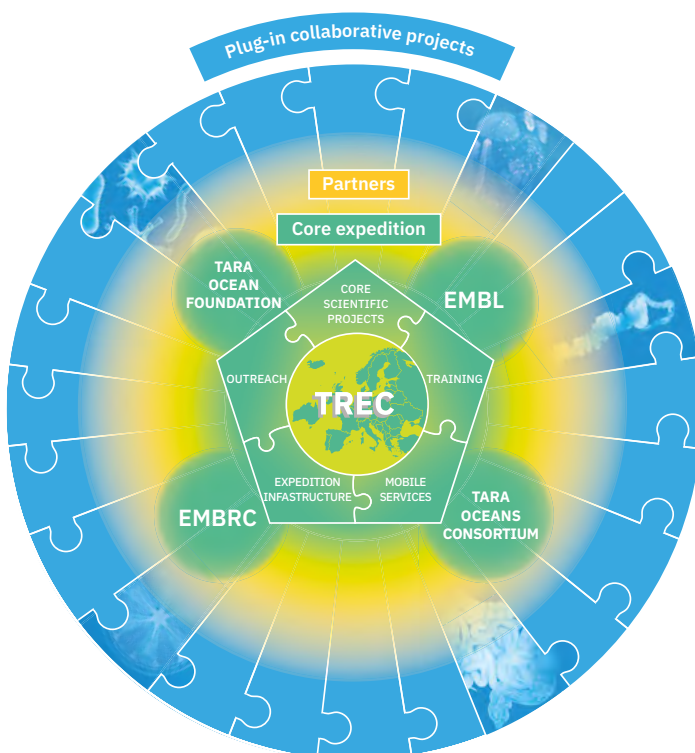 Plug-in collaborative projects
Partners
Core expedition
TARA
OCEAN
FOUNDATION
EMBL
CORE
SCIENTIFIC
PROJECTS
OUTREACH
TRAINING
TREC
EXPEDITION
INFASTRUCTURE
MOBILE
SERVICES
EMBRC
TARA
OCEANS
CONSORTIUM